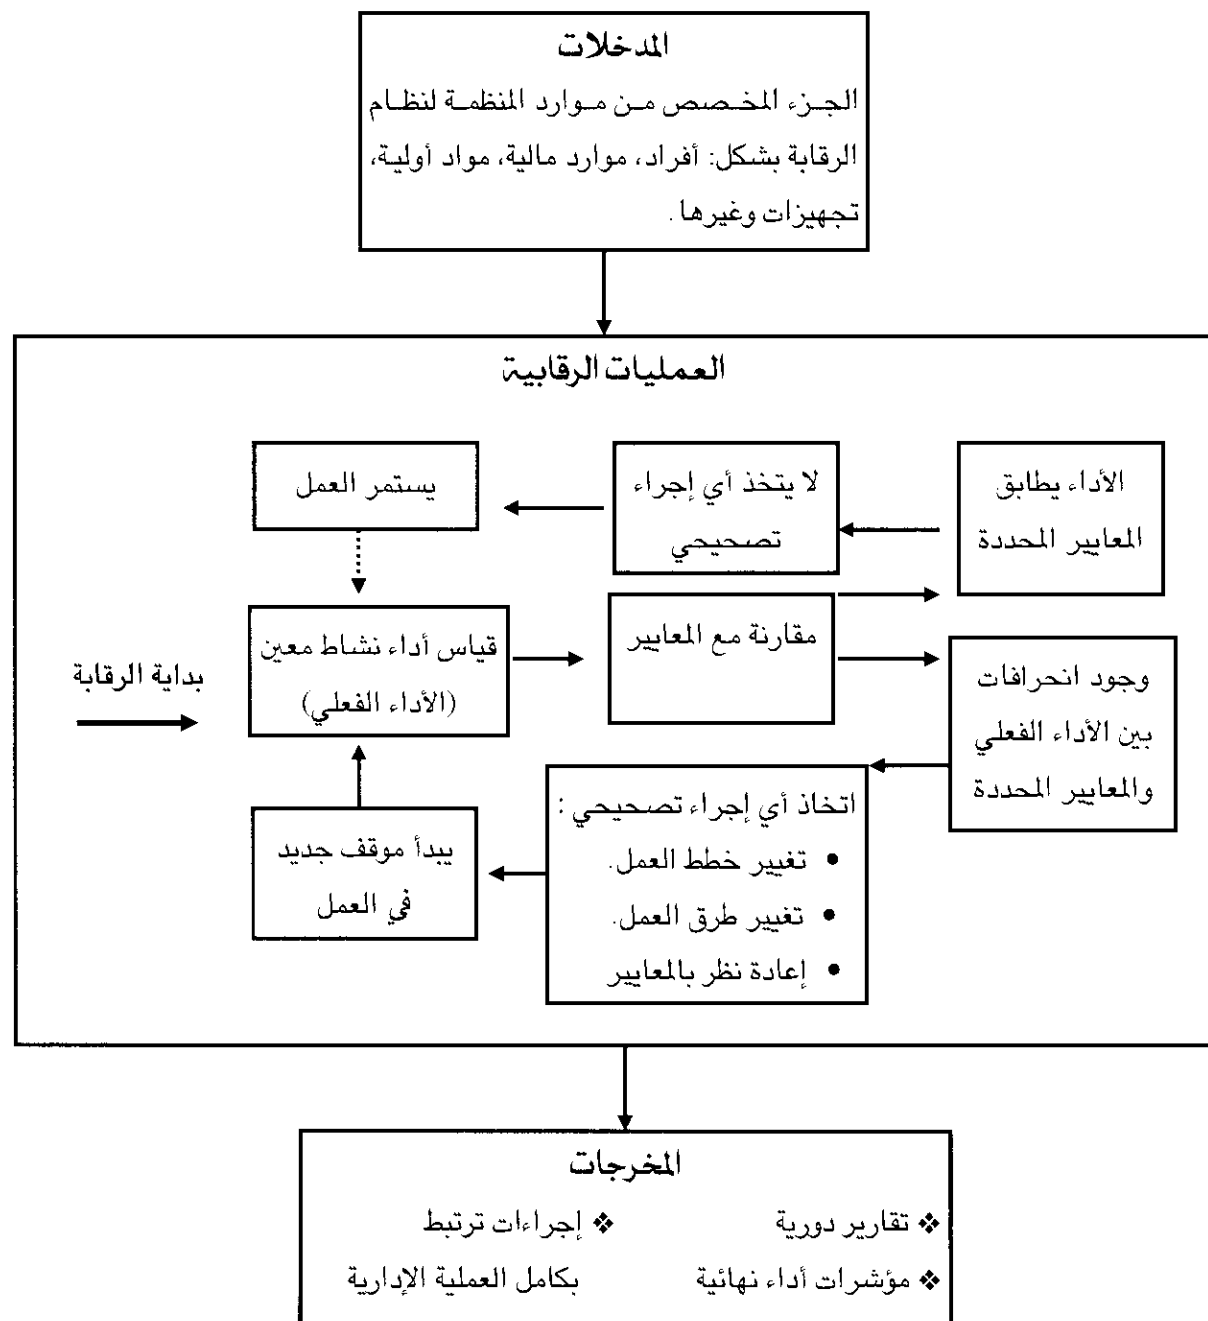 المدخلات
الجزء المخصص من موارد المنظمة لنظام
الرقابة بشكل: أفراد، موارد مالية، مواد أولية،
تجهيزات وغيرها.
العمليات الرقابية
الأداء يطابق
المعايير المحددة
لا يتخذ أي إجراء
تصحيحي
يستمر العمل
بداية الرقابة
قياس أداء نشاط معين
(الأداء الفعلي)
مقارنة مع المعايير
وجود انحرافات
بين الأداء الفعلي
والمعايير المحددة
اتخاذ أي إجراء تصحيحي:
• تغيير خطط العمل.
• تغيير طرق العمل.
• إعادة نظر بالمعايير
يبدأ موقف جديد
في العمل
المخرجات
❖ تقارير دورية
❖ مؤشرات أداء نهائية
❖ إجراءات ترتبط
بكامل العملية الإدارية